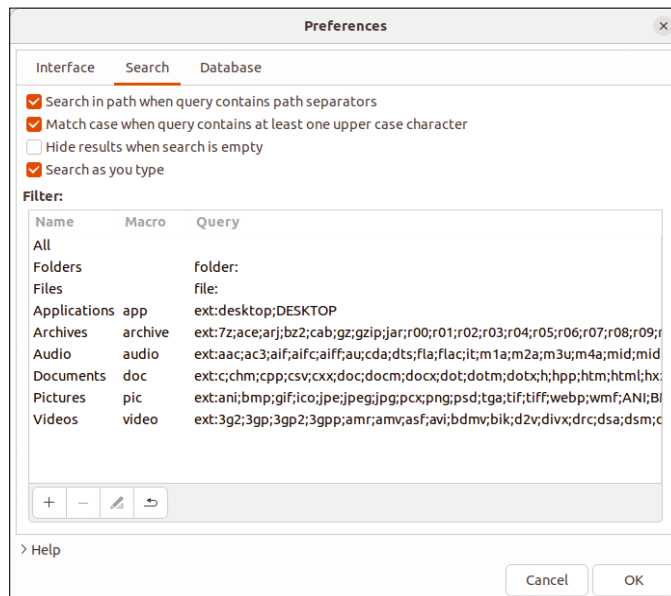 Preferences
Interface Search Database
Search in path when query contains path separators
Match case when query contains at least one upper case character
Hide results when search is empty
Search as you type
Filter:
Name Macro Query
All
Folders folder:
Files file:
Applications app ext:desktop;DESKTOP
Archives archive ext:7z;ace;arj;bz2;cab;gz;gzip;jar;r00;r01;r02;r03;r04;r05;r06;r07;r08;r09;r
Audio audio ext:aac;ac3;aif;aifc;aiff;au;cda;dts;fla;flac;it;m1a;m2a;m3u;m4a;mid;mid
Documents doc ext:c;chm;cpp;csv;cxx;doc;docm;docx;dot;dotm;dotx;h;hpp;htm;html;hx
Pictures pic ext:ani;bmp;gif;ico;jpe;jpeg;jpg;pcx;png;psd;tga;tif;tiff;webp;wmf;ANI;B
Videos video ext:3g2;3gp;3gp2;3gpp;amr;amv;asf;avi;bdmv;bik;d2v;divx;drc;dsa;dsm;
Help
Cancel OK